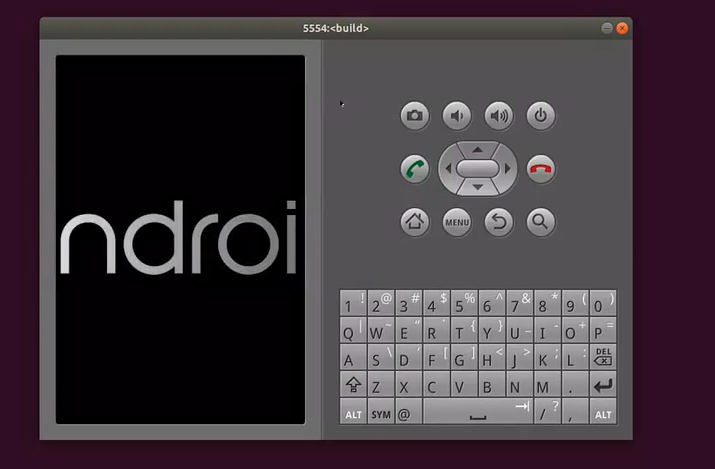 5554:<build>
ndroi
MENU
1 ! 2 @ 3 # 4 $ 5 % 6 ^ 7 & 8 * 9 ( 0 )
Q | W ~ E " R ` T { Y } U _ I - O + P =
A S \ D ' F [ G ] H < J > K ; L : DEL
Z X C V B N M .
ALT SYM @ / ? , ALT